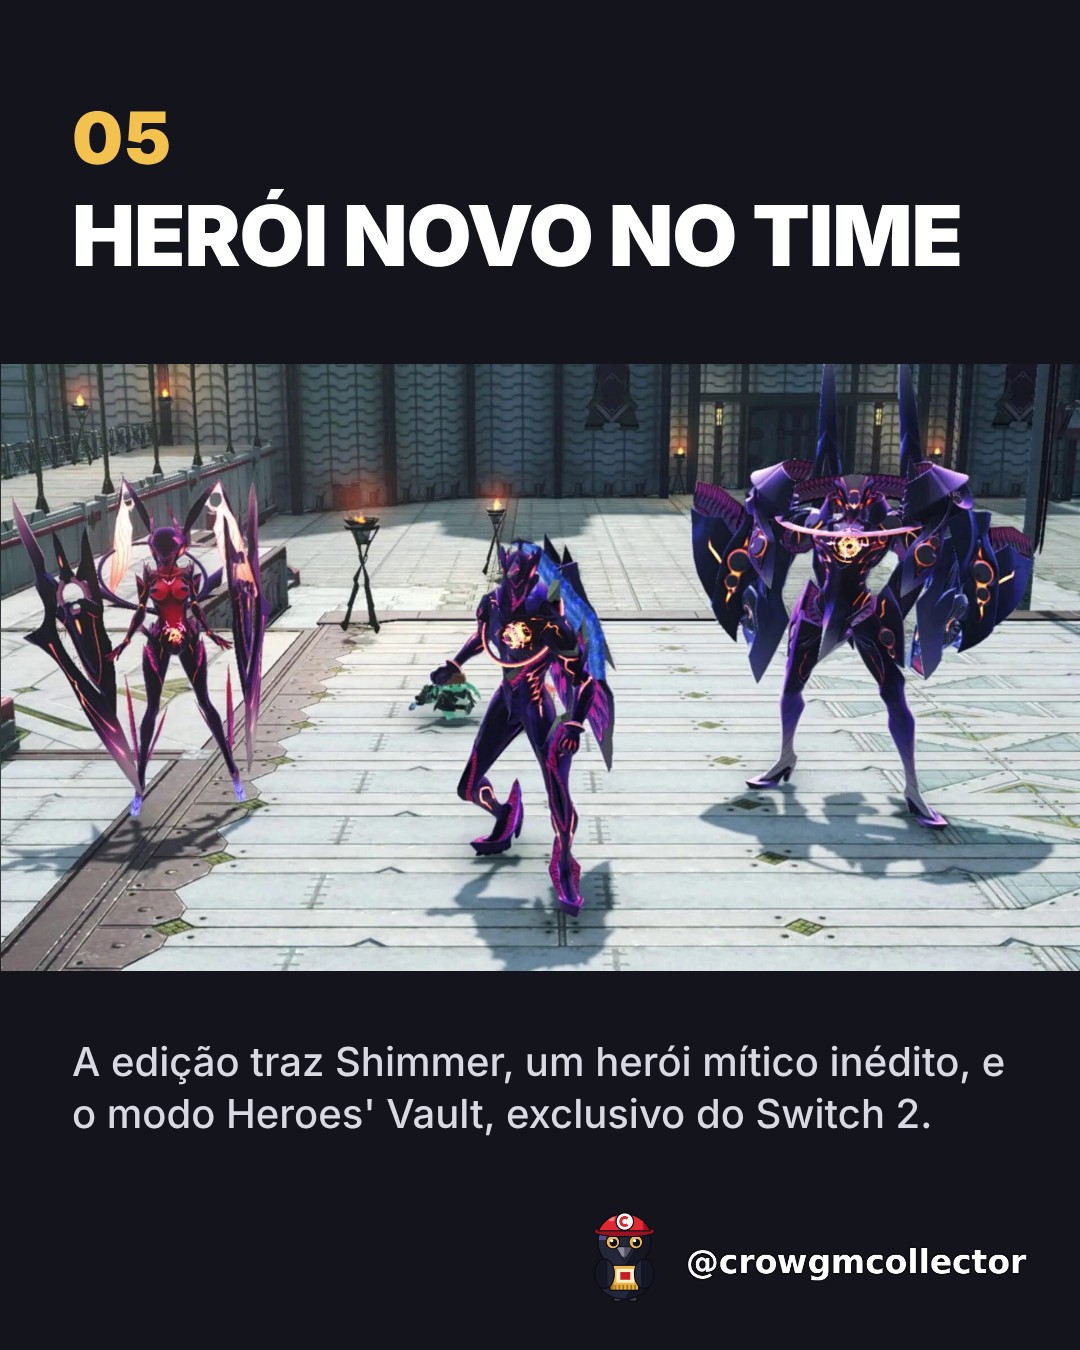 05
HERÓI NOVO NO TIME
A edição traz Shimmer, um herói mítico inédito, e
o modo Heroes' Vault, exclusivo do Switch 2.
C
@crowgmcollector